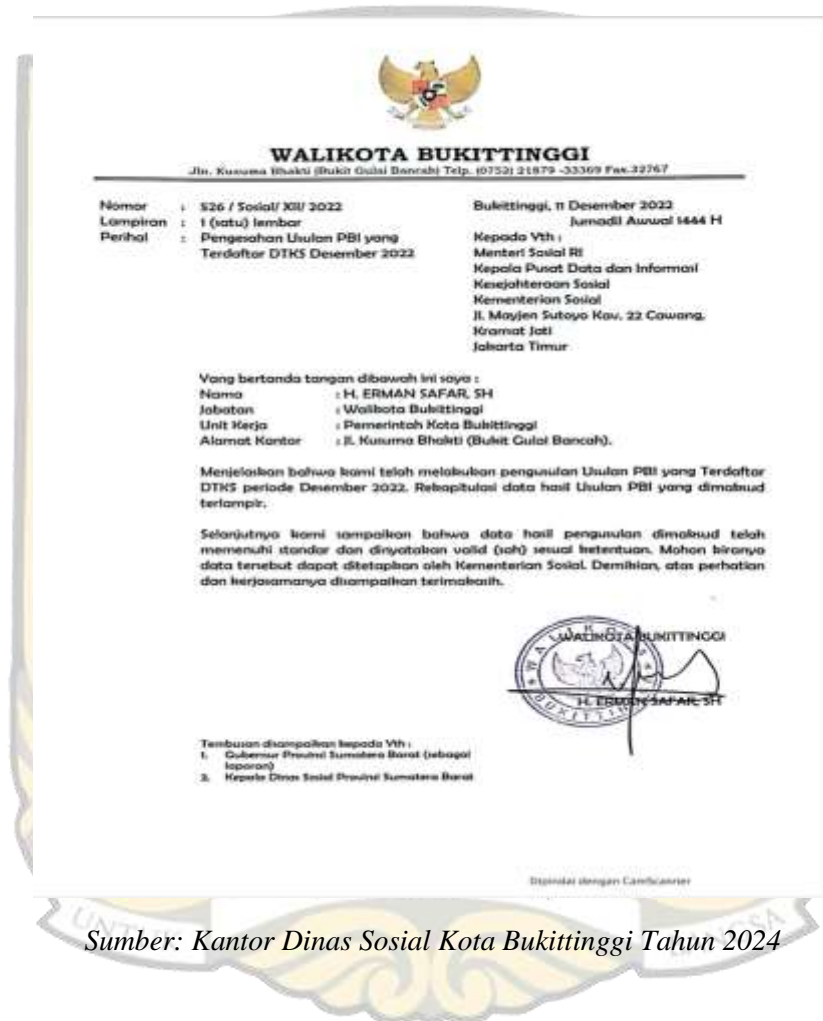 WALIKOTA BUKITTINGGI
Jln. Kusuma Bhakti (Bukit Gulai Bancah) Telp. (0752) 21879 -33369 Fax.32767
Nomor : 526 / Sosial/ XII/ 2022
Lampiran : 1 (satu) lembar
Perihal : Pengesahan Usulan PBI yang
Terdaftar DTKS Desember 2022
Bukittinggi, 11 Desember 2022
Jumadil Awwal 1444 H
Kepada Yth :
Menteri Sosial RI
Kepala Pusat Data dan Informasi
Kesejahteraan Sosial
Kementerian Sosial
Jl. Mayjen Sutoyo Kav. 22 Cawang,
Kramat Jati
Jakarta Timur
Yang bertanda tangan dibawah ini saya :
Nama : H. ERMAN SAFAR, SH
Jabatan : Walikota Bukittinggi
Unit Kerja : Pemerintah Kota Bukittinggi
Alamat Kantor : Jl. Kusuma Bhakti (Bukit Gulai Bancah).
Menjelaskan bahwa kami telah melakukan pengusulan Usulan PBI yang Terdaftar
DTKS periode Desember 2022. Rekapitulasi data hasil Usulan PBI yang dimaksud
terlampir.
Selanjutnya kami sampaikan bahwa data hasil pengusulan dimaksud telah
memenuhi standar dan dinyatakan valid (sah) sesuai ketentuan. Mohon kiranya
data tersebut dapat ditetapkan oleh Kementerian Sosial. Demikian, atas perhatian
dan kerjasamanya disampaikan terimakasih.
WALIKOTA BUKITTINGGI
WALIKOTA
BUKITTIN
H. ERMAN SAFAR, SH
Tembusan disampaikan kepada Yth :
1. Gubernur Provinsi Sumatera Barat (sebagai
laporan)
2. Kepala Dinas Sosial Provinsi Sumatera Barat
Dipindai dengan CamScanner
UNTUK BANGSA
Sumber: Kantor Dinas Sosial Kota Bukittinggi Tahun 2024